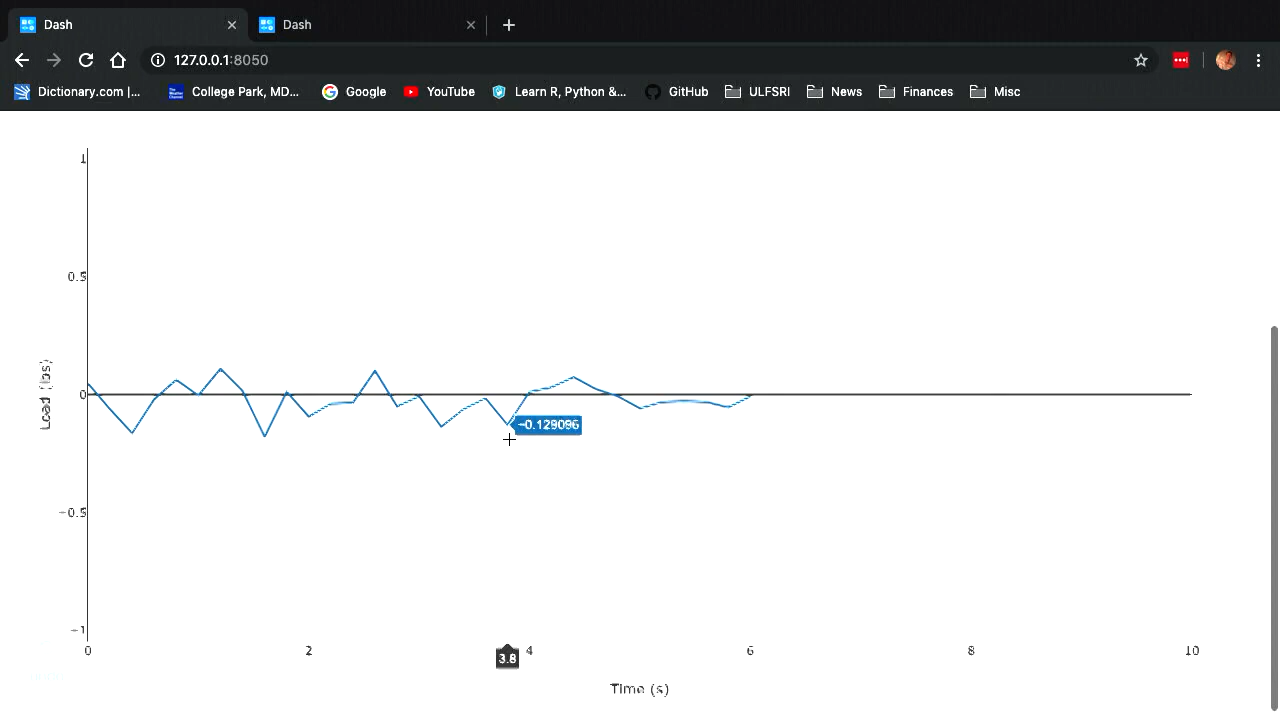 Dash
Dash
127.0.0.1:8050
Dictionary.com |...
College Park, MD...
Google
YouTube
Learn R, Python &...
GitHub
ULFSRI
News
Finances
Misc
1
0.5
0
−0.5
−1
Load (lbs)
−0.129096
0
2
3.8
4
6
8
10
Time (s)